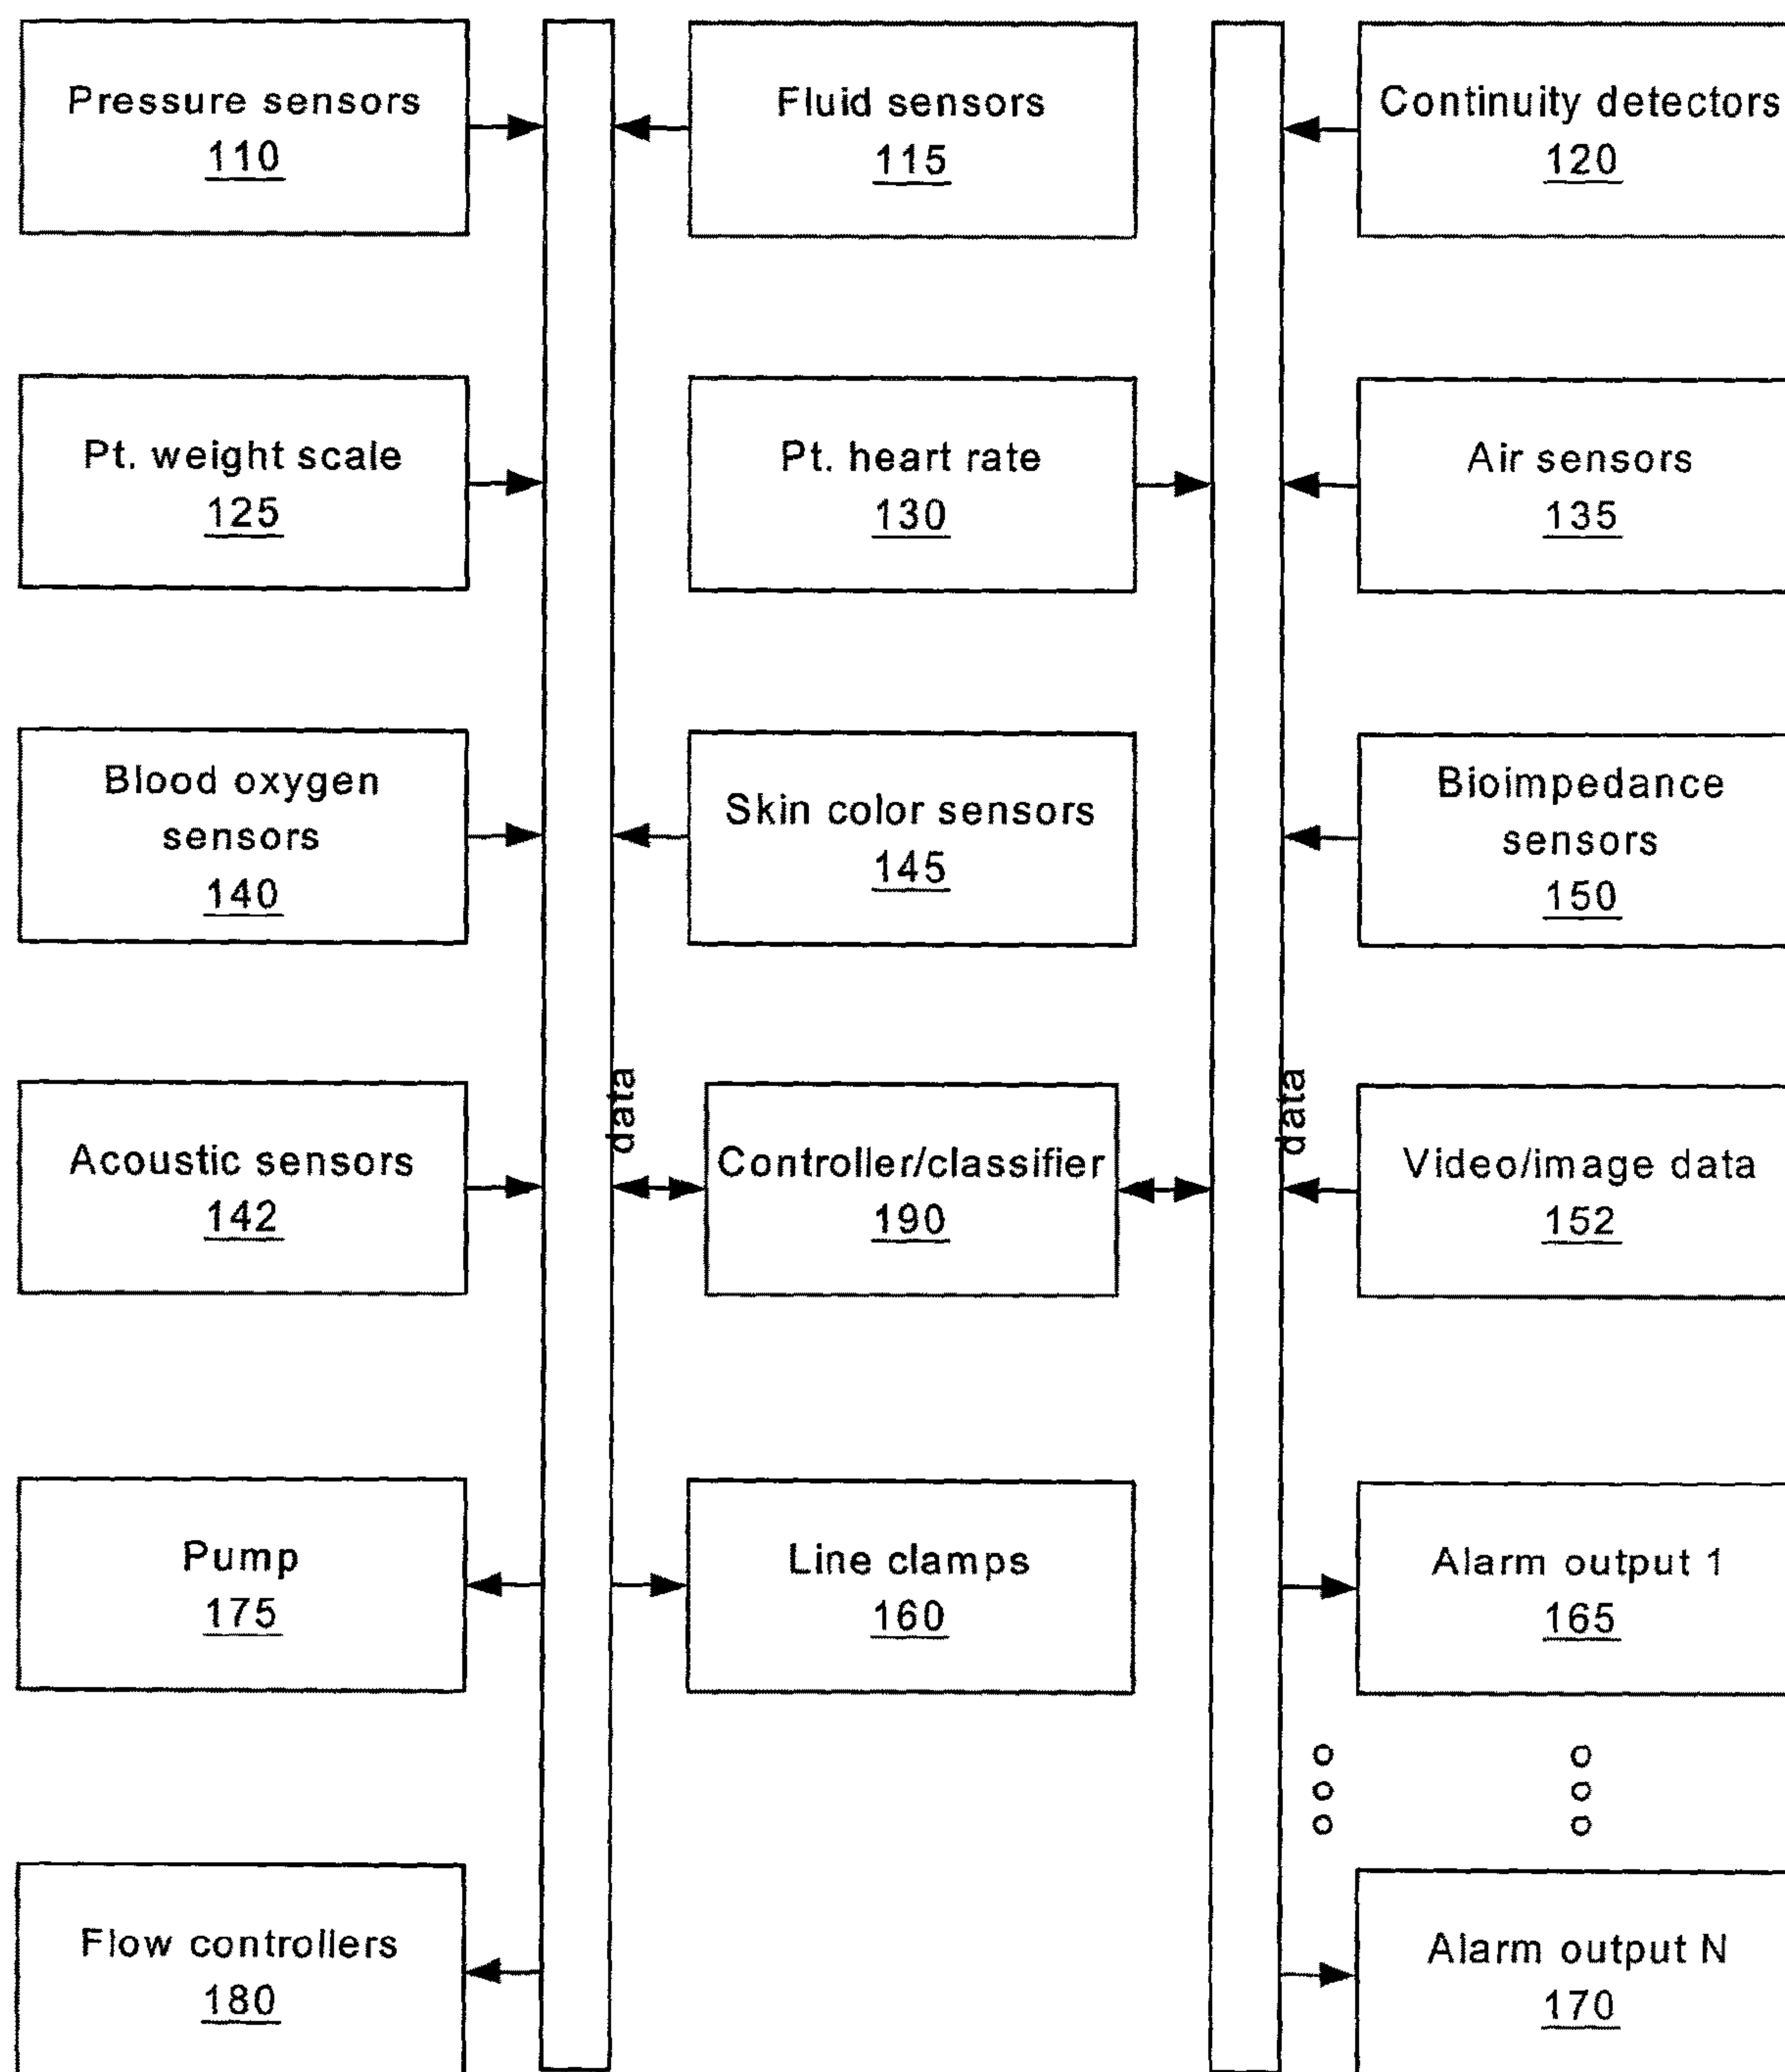 Pressure sensors
110
Fluid sensors
115
Continuity detectors
120
Pt. weight scale
125
Pt. heart rate
130
Air sensors
135
Blood oxygen
sensors
140
Skin color sensors
145
Bioimpedance
sensors
150
data
data
Acoustic sensors
142
Controller/classifier
190
Video/image data
152
Pump
175
Line clamps
160
Alarm output 1
165
Flow controllers
180
Alarm output N
170